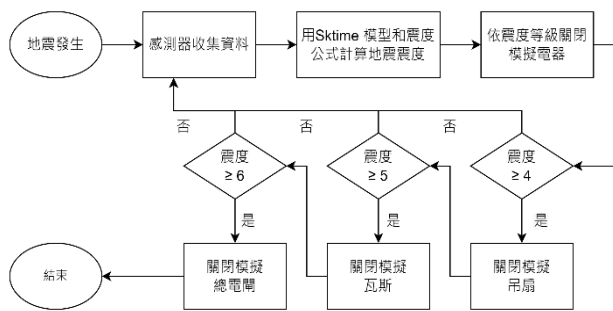 地震發生
感測器收集資料
用Sktime 模型和震度
公式計算地震震度
依震度等級關閉
模擬電器
否
否
否
震度
≥ 6
震度
≥ 5
震度
≥ 4
是
是
是
結束
關閉模擬
總電閘
關閉模擬
瓦斯
關閉模擬
吊扇